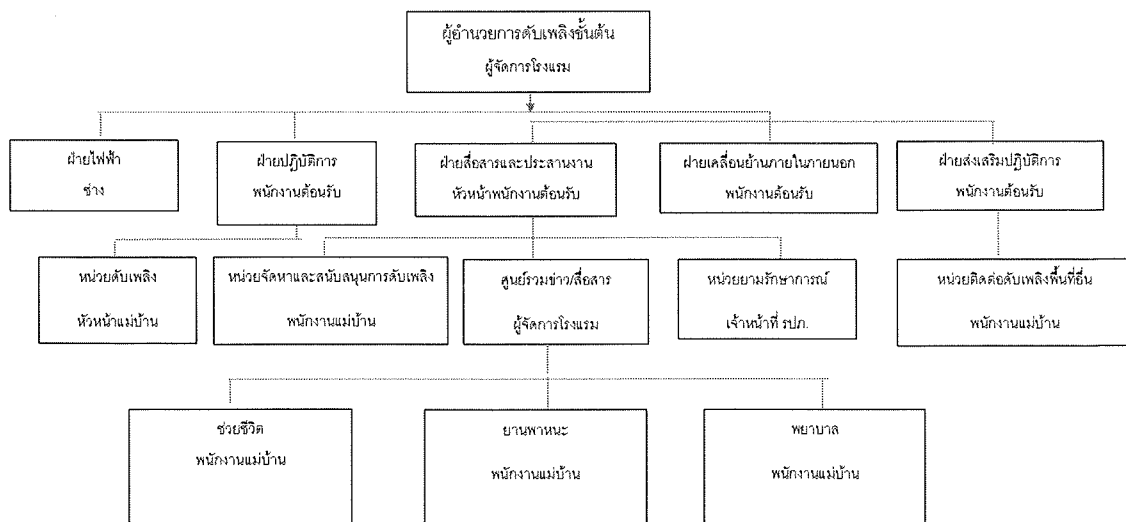 ผู้อำนวยการดับเพลิงขั้นต้น
ผู้จัดการโรงแรม
ฝ่ายไฟฟ้า
ช่าง
ฝ่ายปฏิบัติการ
พนักงานต้อนรับ
ฝ่ายสื่อสารและประสานงาน
หัวหน้าพนักงานต้อนรับ
ฝ่ายเคลื่อนย้านภายในภายนอก
พนักงานต้อนรับ
ฝ่ายส่งเสริมปฏิบัติการ
พนักงานต้อนรับ
หน่วยดับเพลิง
หัวหน้าแม่บ้าน
หน่วยจัดหาและสนับสนุนการดับเพลิง
พนักงานแม่บ้าน
ศูนย์รวมข่าว/สื่อสาร
ผู้จัดการโรงแรม
หน่วยยามรักษาการณ์
เจ้าหน้าที่ รปภ.
หน่วยติดต่อดับเพลิงพื้นที่อื่น
พนักงานแม่บ้าน
ช่วยชีวิต
พนักงานแม่บ้าน
ยานพาหนะ
พนักงานแม่บ้าน
พยาบาล
พนักงานแม่บ้าน